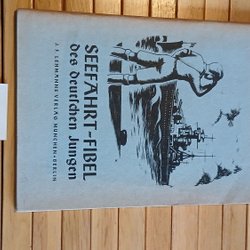 SEEFAHRT-FIBEL
des deutschen Jungen
J. F. LEHMANNS VERLAG MÜNCHEN-BERLIN